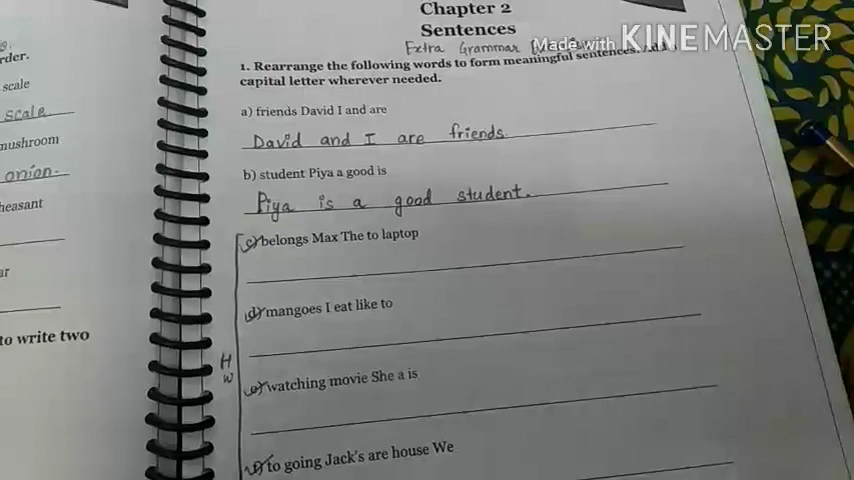 Chapter 2
Sentences
Extra Grammar
Made with KINEMASTER
1. Rearrange the following words to form meaningful sentences.
capital letter wherever needed.
a) friends David I and are
David and I are friends.
b) student Piya a good is
Piya is a good student.
c) belongs Max The to laptop
d) mangoes I eat like to
e) watching movie She a is
f) to going Jack's are house We
H
W
rder.
scale
scale
mushroom
onion.
heasant
ar
to write two